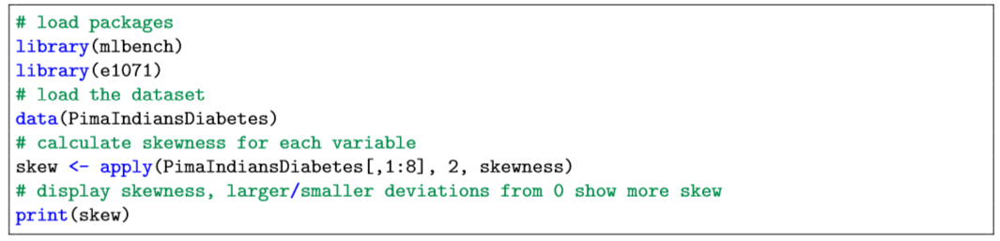 # load packages
library(mlbench)
library(e1071)
# load the dataset
data(PimaIndiansDiabetes)
# calculate skewness for each variable
skew <- apply(PimaIndiansDiabetes[,1:8], 2, skewness)
# display skewness, larger/smaller deviations from 0 show more skew
print(skew)